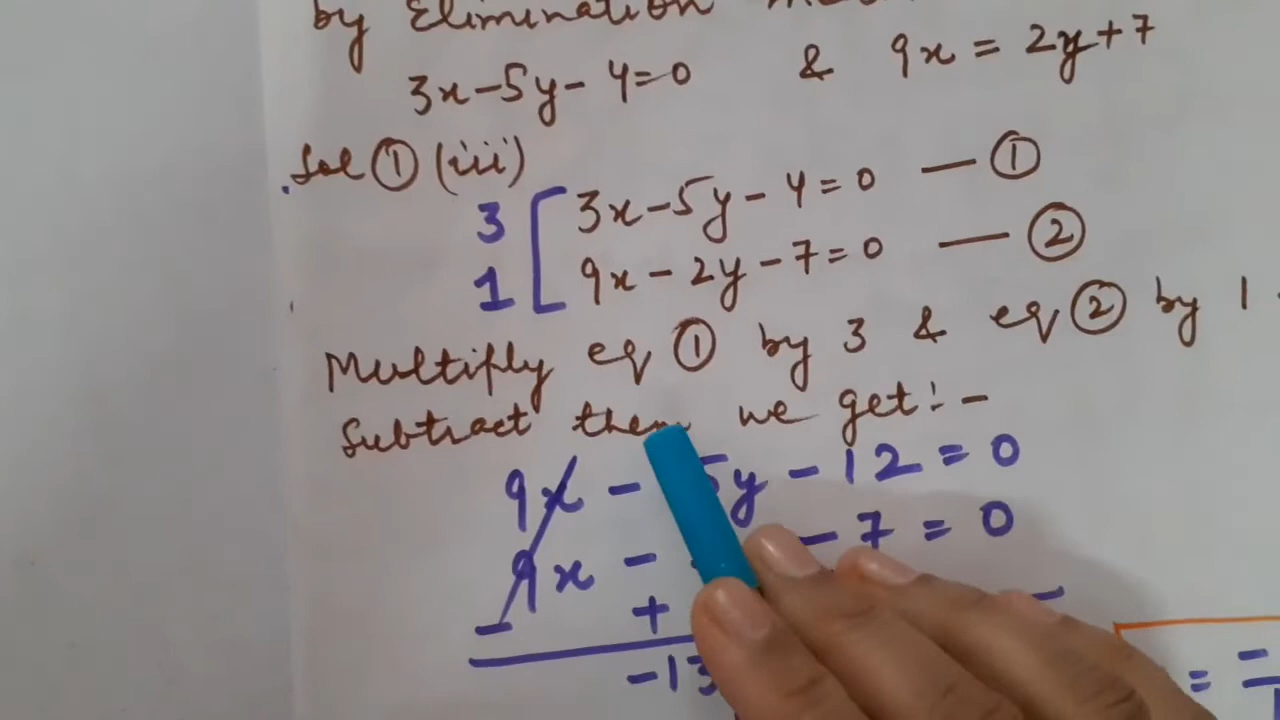 by Elimination
3x-5y-4=0 & 9x = 2y+7
Sol ① (iii)
3 [ 3x-5y-4=0 — ①
1 [ 9x-2y-7=0 — ②
Multiply eq ① by 3 & eq ② by 1
Subtract them we get:-
9x - 5y - 12 = 0
9x - - 7 = 0
- + -
-13 = -